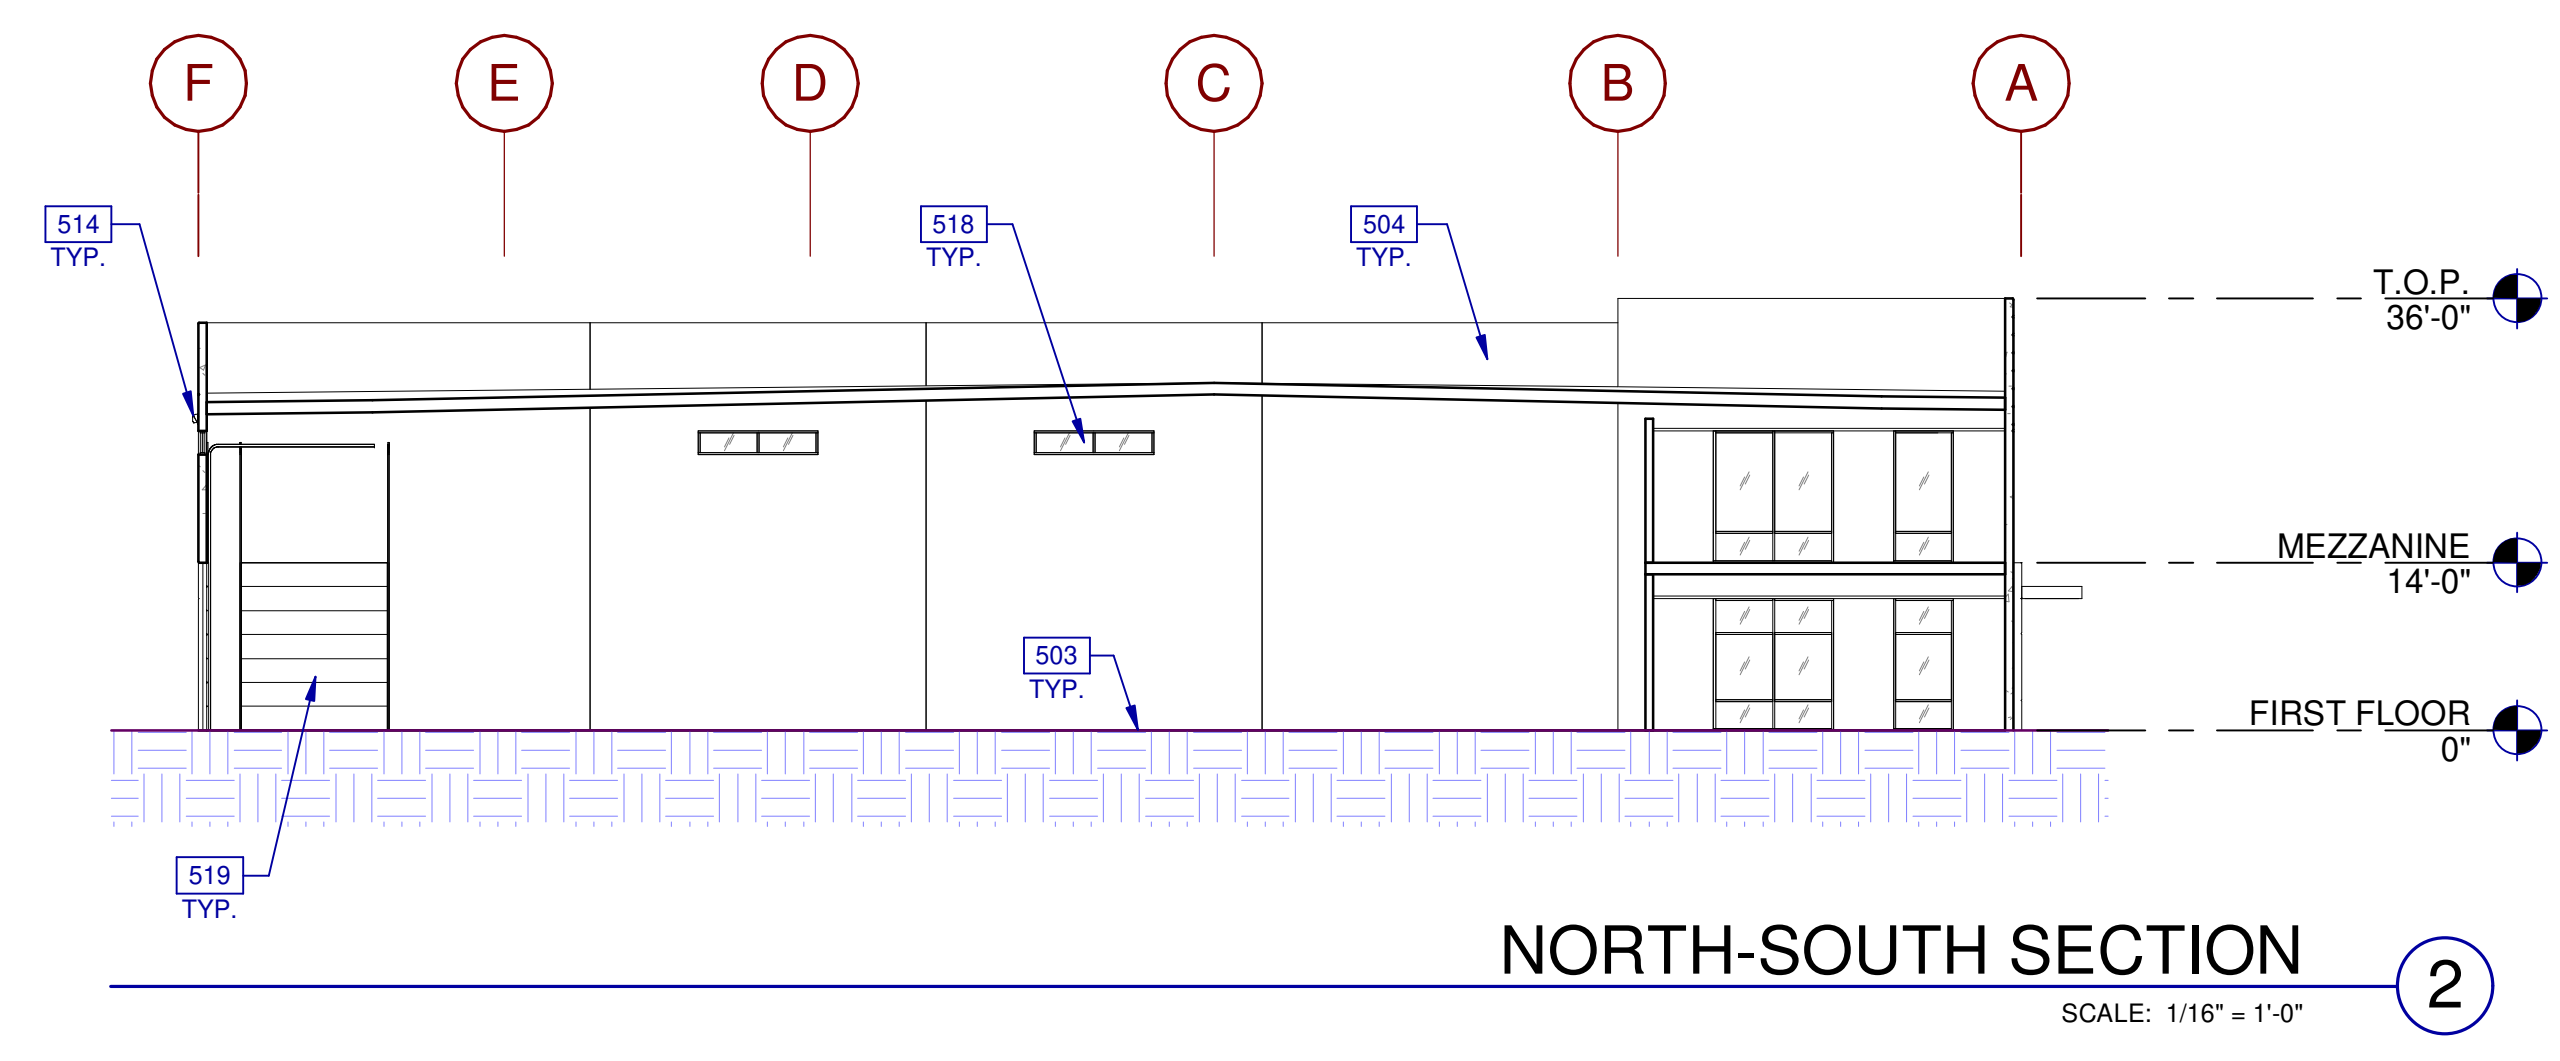 F E D C B A
514
TYP.
518
TYP.
504
TYP.
T.O.P.
36'-0"
MEZZANINE
14'-0"
503
TYP.
FIRST FLOOR
0"
519
TYP.
NORTH-SOUTH SECTION
2
SCALE: 1/16" = 1'-0"